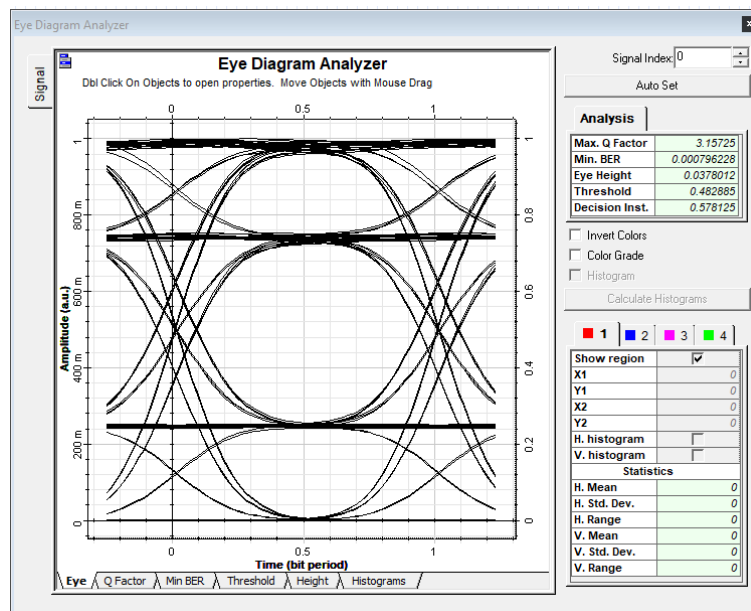 Eye Diagram Analyzer
x
Signal
Eye Diagram Analyzer
Dbl Click On Objects to open properties. Move Objects with Mouse Drag
0 0.5 1
1
800 m
600 m
400 m
200 m
0
Amplitude (a.u.)
1
0.8
0.6
0.4
0.2
0
0 0.5 1
Time (bit period)
Eye Q Factor Min BER Threshold Height Histograms
Signal Index: 0
Auto Set
Analysis
Max. Q Factor 3.15725
Min. BER 0.000796228
Eye Height 0.0378012
Threshold 0.482885
Decision Inst. 0.578125
Invert Colors
Color Grade
Histogram
Calculate Histograms
1 2 3 4
Show region
X1 0
Y1 0
X2 0
Y2 0
H. histogram
V. histogram
Statistics
H. Mean 0
H. Std. Dev. 0
H. Range 0
V. Mean 0
V. Std. Dev. 0
V. Range 0